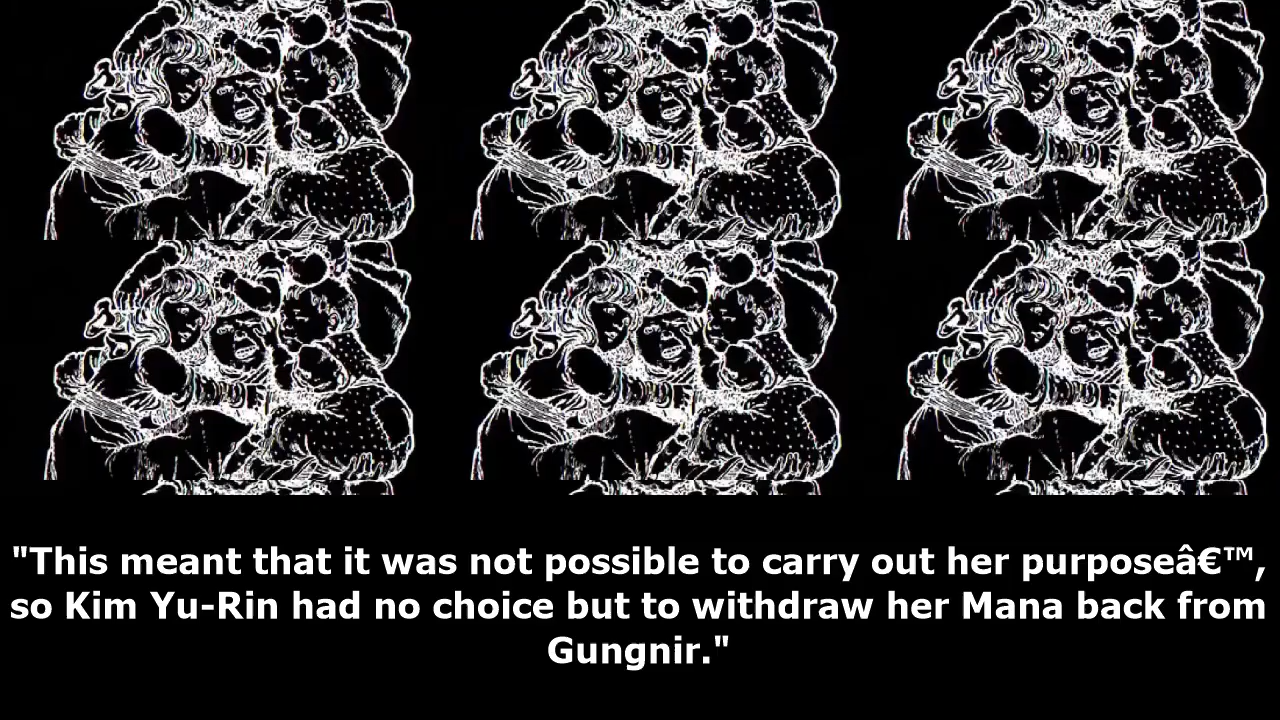 "This meant that it was not possible to carry out her purposeâ€™,
so Kim Yu-Rin had no choice but to withdraw her Mana back from
Gungnir."